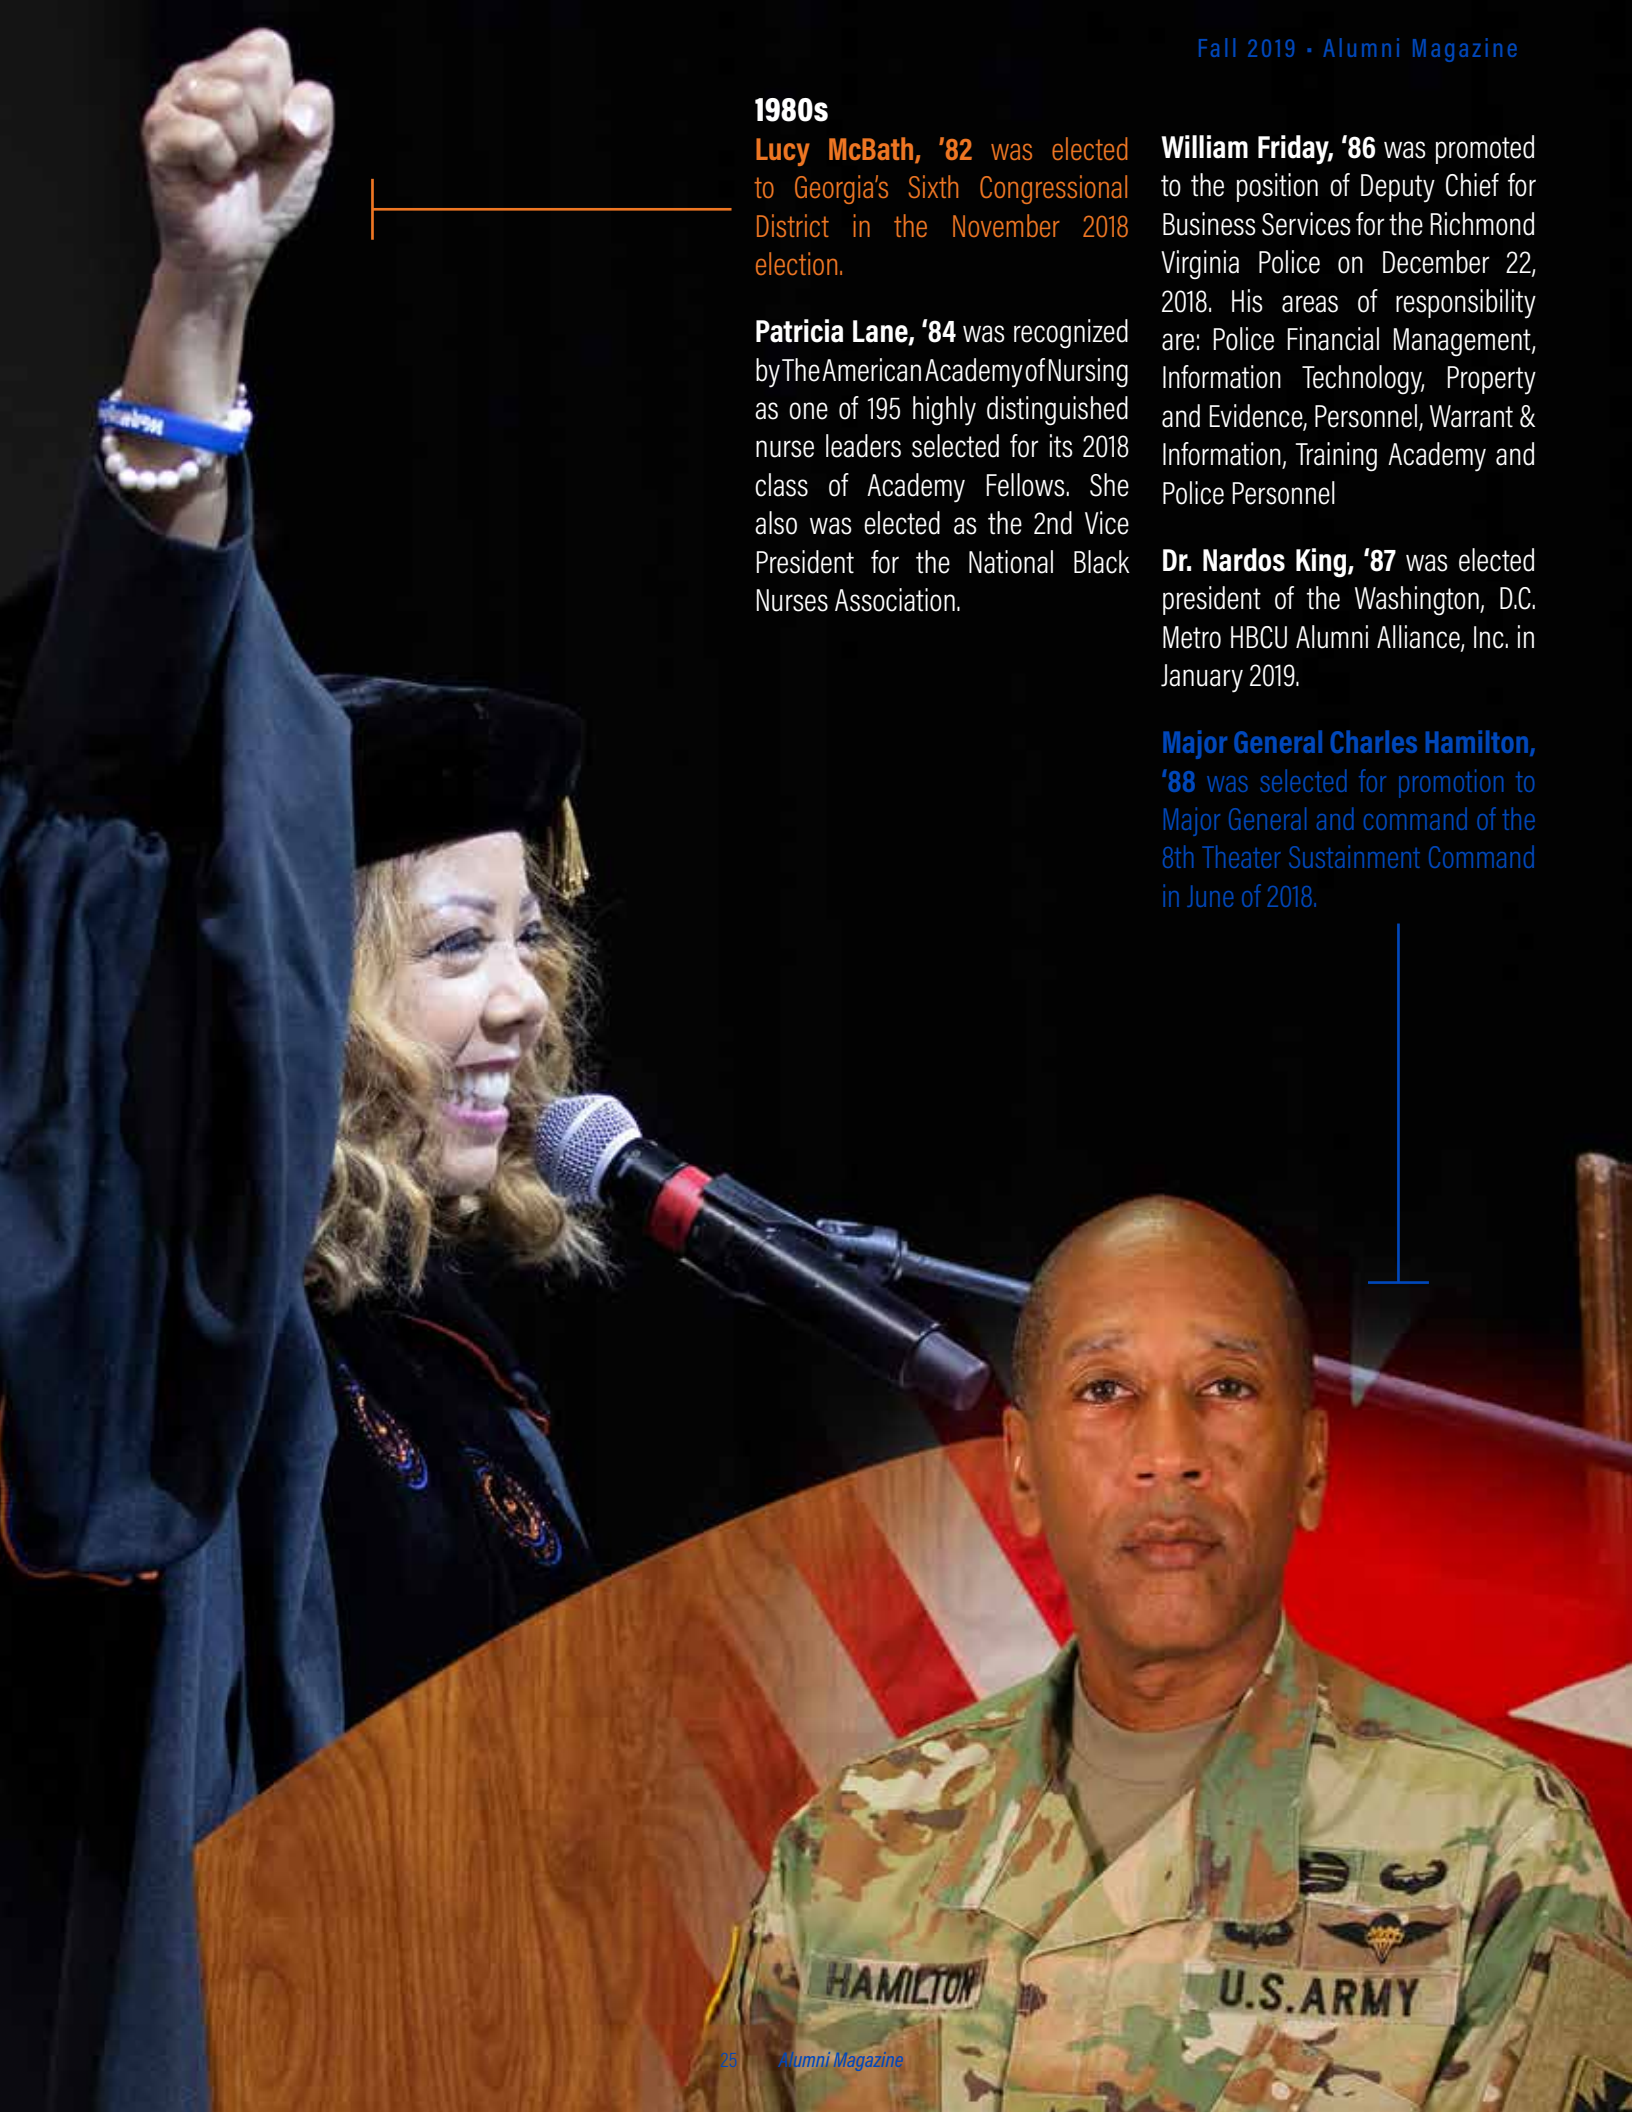 Fall 2019 • Alumni Magazine
1980s
Lucy McBath, ’82 was elected
to Georgia’s Sixth Congressional
District in the November 2018
election.
Patricia Lane, ‘84 was recognized
by The American Academy of Nursing
as one of 195 highly distinguished
nurse leaders selected for its 2018
class of Academy Fellows. She
also was elected as the 2nd Vice
President for the National Black
Nurses Association.
William Friday, ‘86 was promoted
to the position of Deputy Chief for
Business Services for the Richmond
Virginia Police on December 22,
2018. His areas of responsibility
are: Police Financial Management,
Information Technology, Property
and Evidence, Personnel, Warrant &
Information, Training Academy and
Police Personnel
Dr. Nardos King, ‘87 was elected
president of the Washington, D.C.
Metro HBCU Alumni Alliance, Inc. in
January 2019.
Major General Charles Hamilton,
‘88 was selected for promotion to
Major General and command of the
8th Theater Sustainment Command
in June of 2018.
HAMILTON
U.S.ARMY
25 Alumni Magazine